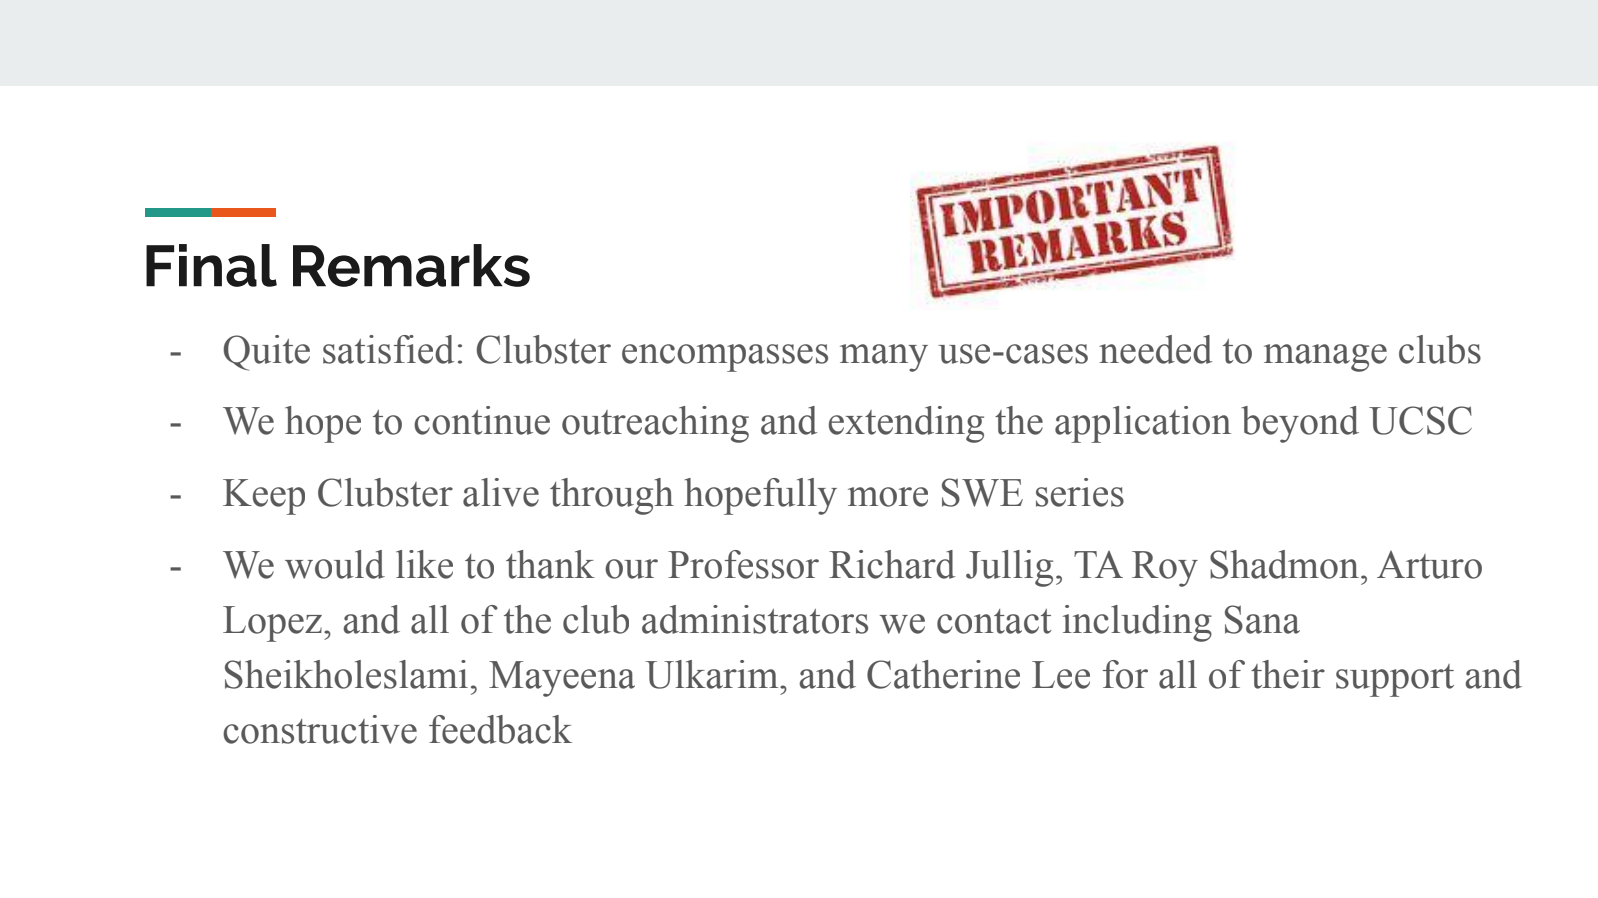 IMPORTANT
REMARKS
Final Remarks
- Quite satisfied: Clubster encompasses many use-cases needed to manage clubs
- We hope to continue outreaching and extending the application beyond UCSC
- Keep Clubster alive through hopefully more SWE series
- We would like to thank our Professor Richard Jullig, TA Roy Shadmon, Arturo
Lopez, and all of the club administrators we contact including Sana
Sheikholeslami, Mayeena Ulkarim, and Catherine Lee for all of their support and
constructive feedback